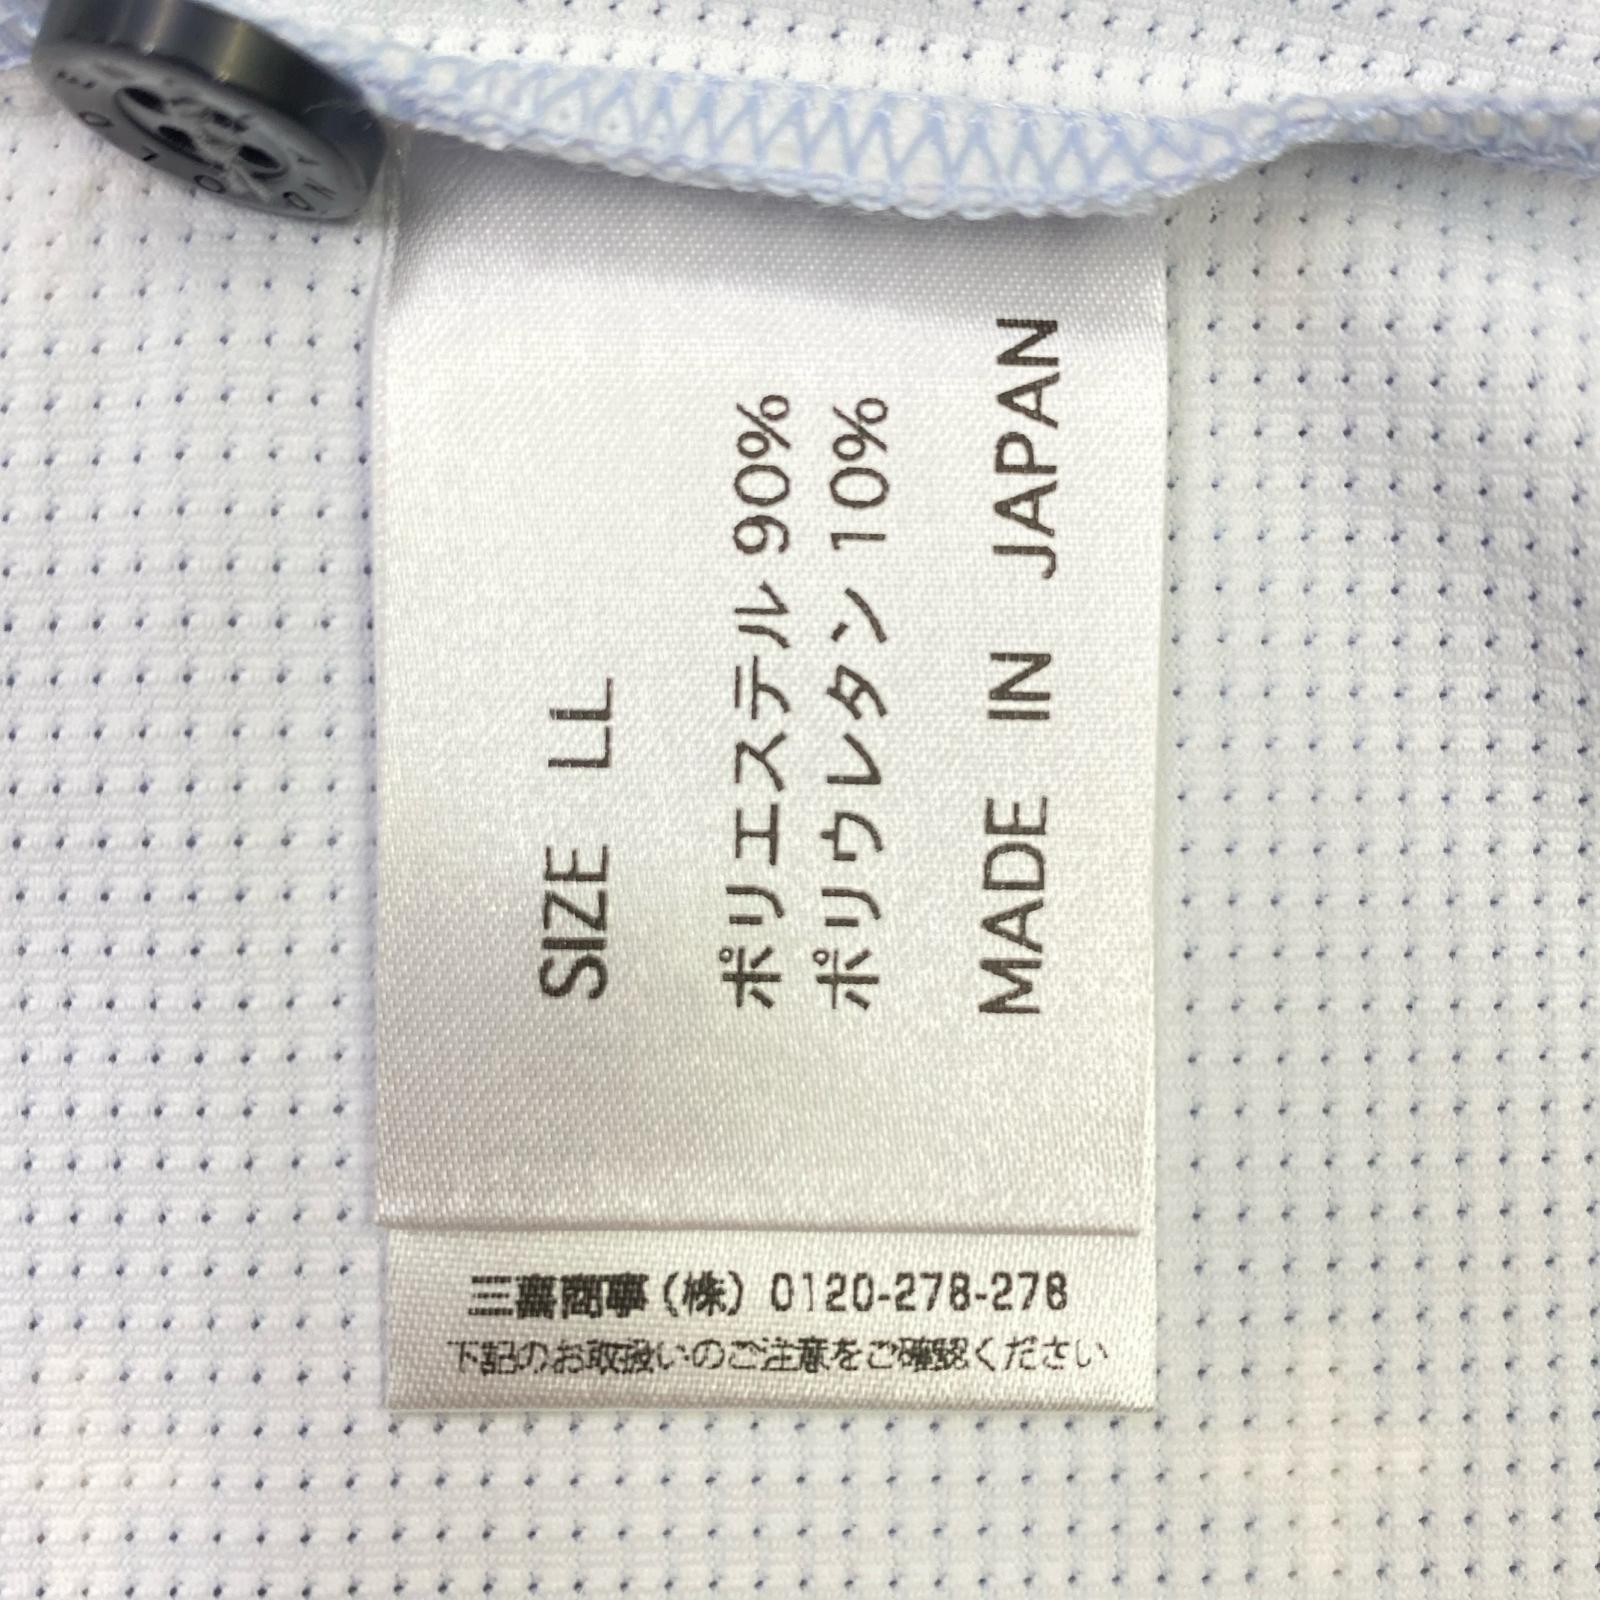 SIZE LL
ポリエステル 90%
ポリウレタン 10%
MADE IN JAPAN
三喜商事(株) 0120-278-278
下記のお取扱いのご注意をご確認ください